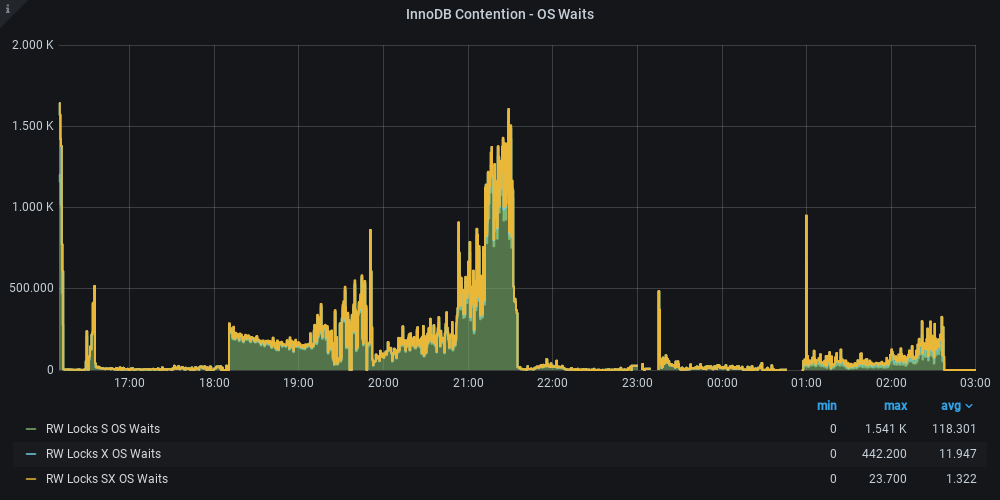 i
InnoDB Contention - OS Waits
2.000 K
1.500 K
1.000 K
500.000
0
17:00 18:00 19:00 20:00 21:00 22:00 23:00 00:00 01:00 02:00 03:00
min max avg
RW Locks S OS Waits 0 1.541 K 118.301
RW Locks X OS Waits 0 442.200 11.947
RW Locks SX OS Waits 0 23.700 1.322